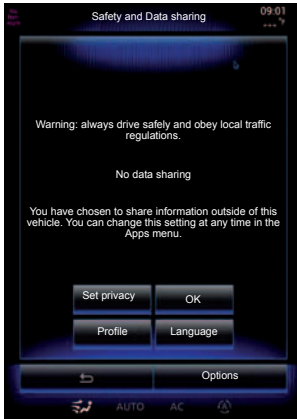 Safety and Data sharing
09:01
Warning: always drive safely and obey local traffic
regulations.
No data sharing
You have chosen to share information outside of this
vehicle. You can change this setting at any time in the
Apps menu.
Set privacy
OK
Profile
Language
Options
AUTO
AC